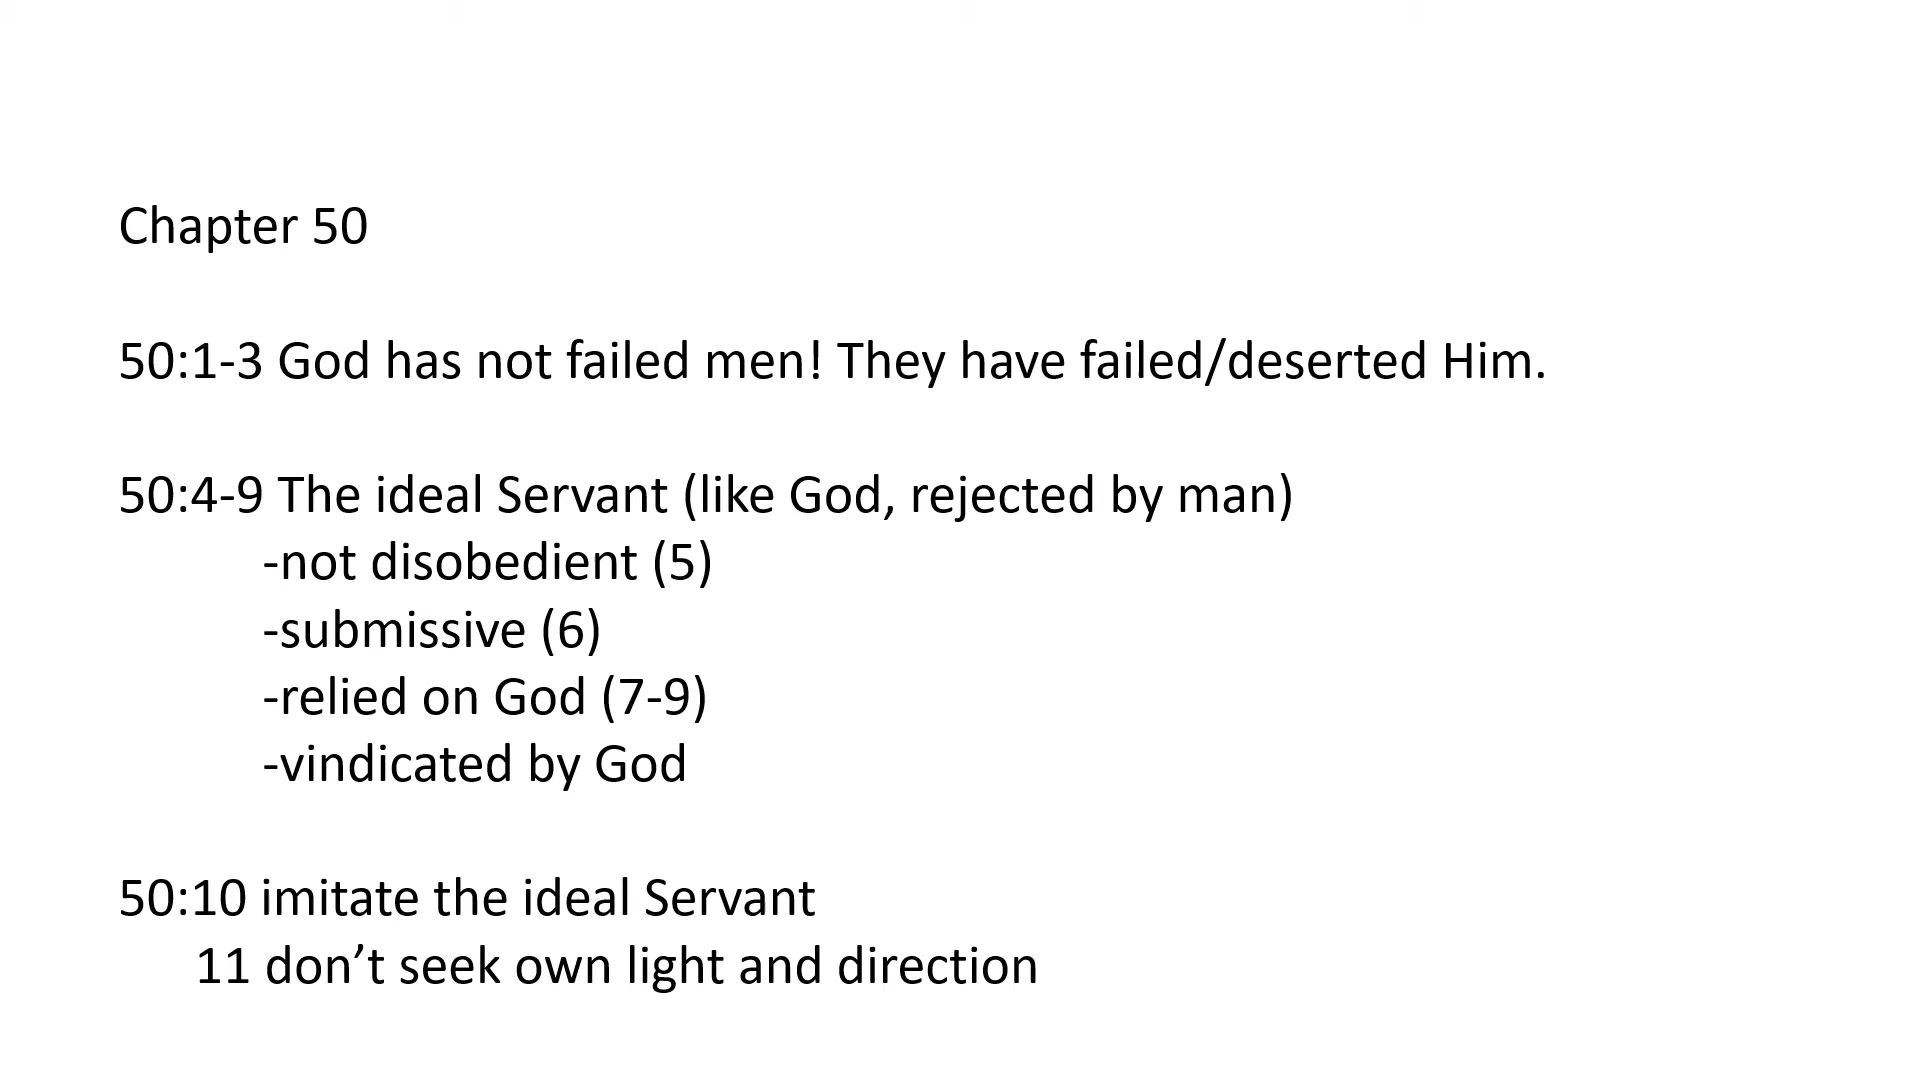 Chapter 50
50:1-3 God has not failed men! They have failed/deserted Him.
50:4-9 The ideal Servant (like God, rejected by man)
-not disobedient (5)
-submissive (6)
-relied on God (7-9)
-vindicated by God
50:10 imitate the ideal Servant
11 don’t seek own light and direction